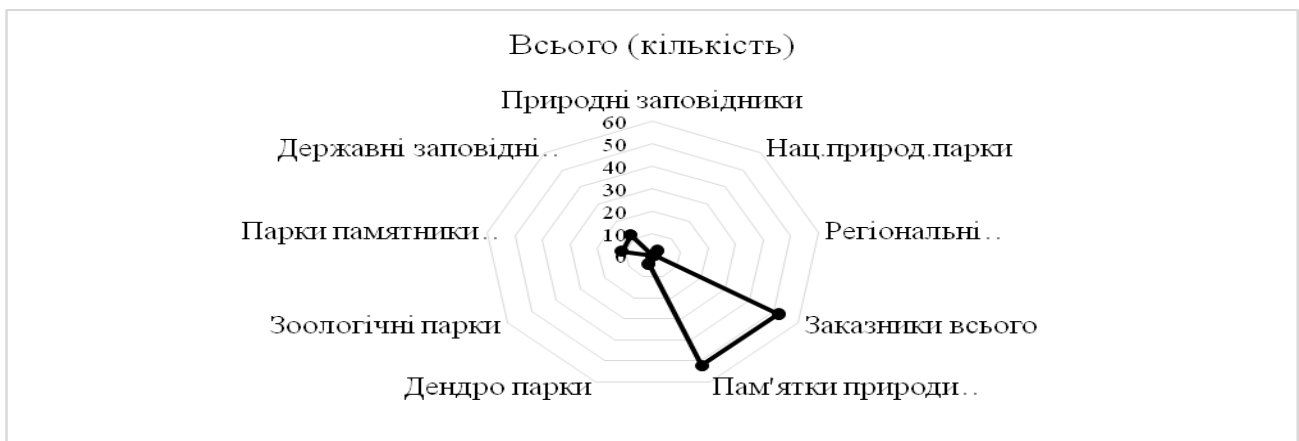 Всього (кількість)
Природні заповідники
60
50
40
30
20
10
0
Нац.природ.парки
Регіональні..
Заказники всього
Пам'ятки природи..
Дендро парки
Зоологічні парки
Парки памятники..
Державні заповідні..